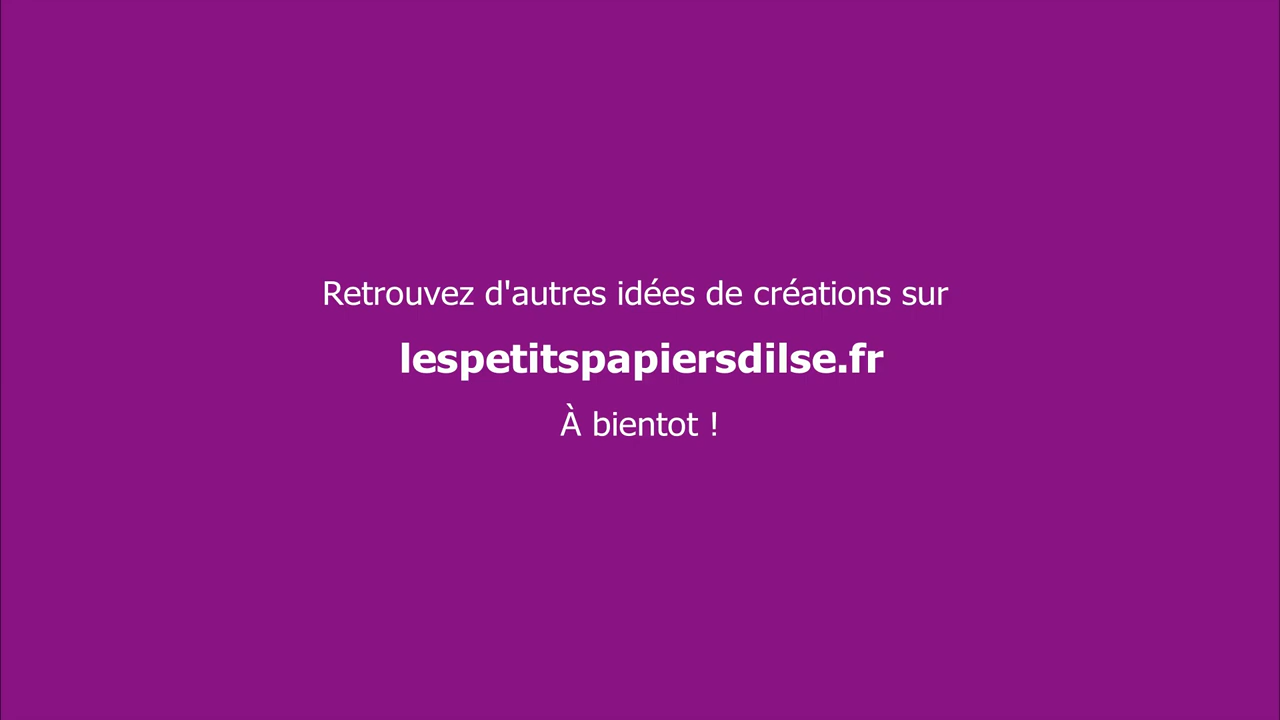 Retrouvez d'autres idées de créations sur
lespetitspapiersdilse.fr
À bientot !